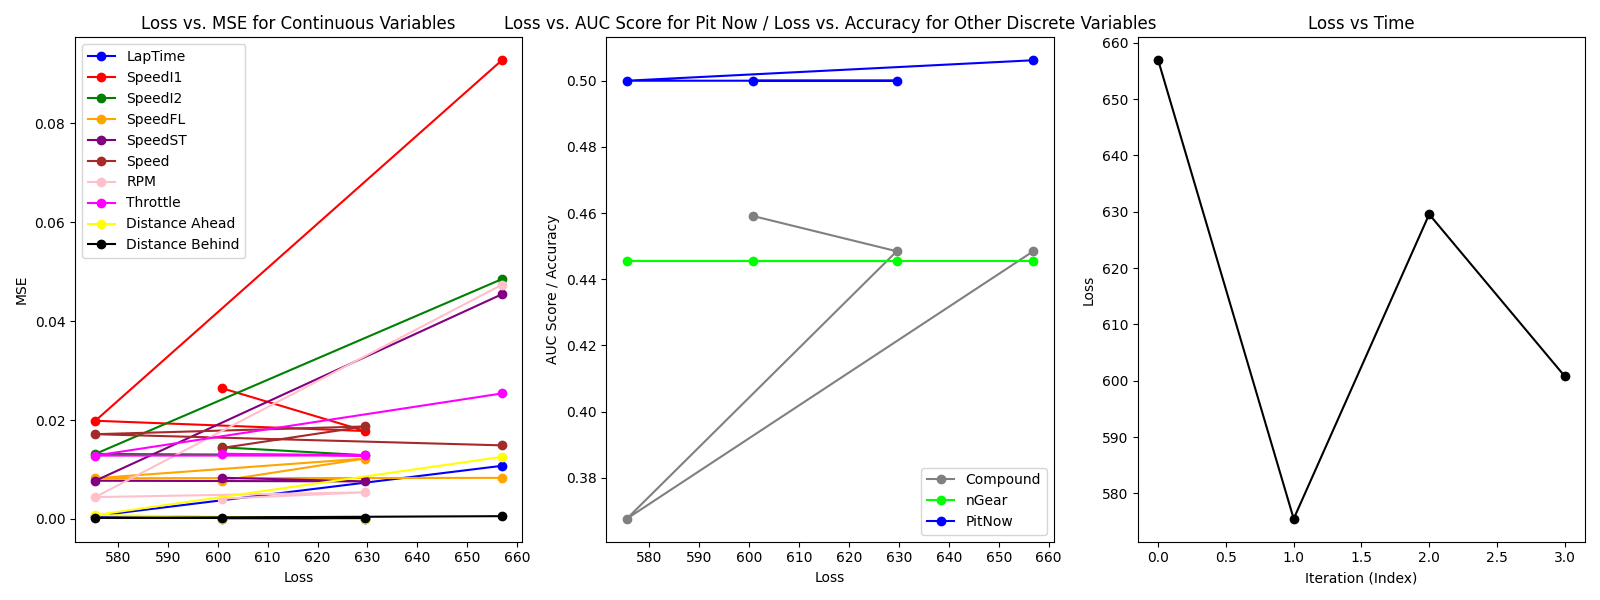 Loss vs. MSE for Continuous Variables
LapTime
SpeedI1
SpeedI2
SpeedFL
SpeedST
Speed
RPM
Throttle
Distance Ahead
Distance Behind
MSE
0.08
0.06
0.04
0.02
0.00
580 590 600 610 620 630 640 650 660
Loss
Loss vs. AUC Score for Pit Now / Loss vs. Accuracy for Other Discrete Variables
AUC Score / Accuracy
0.50
0.48
0.46
0.44
0.42
0.40
0.38
Compound
nGear
PitNow
580 590 600 610 620 630 640 650 660
Loss
Loss vs Time
Loss
660
650
640
630
620
610
600
590
580
0.0 0.5 1.0 1.5 2.0 2.5 3.0
Iteration (Index)